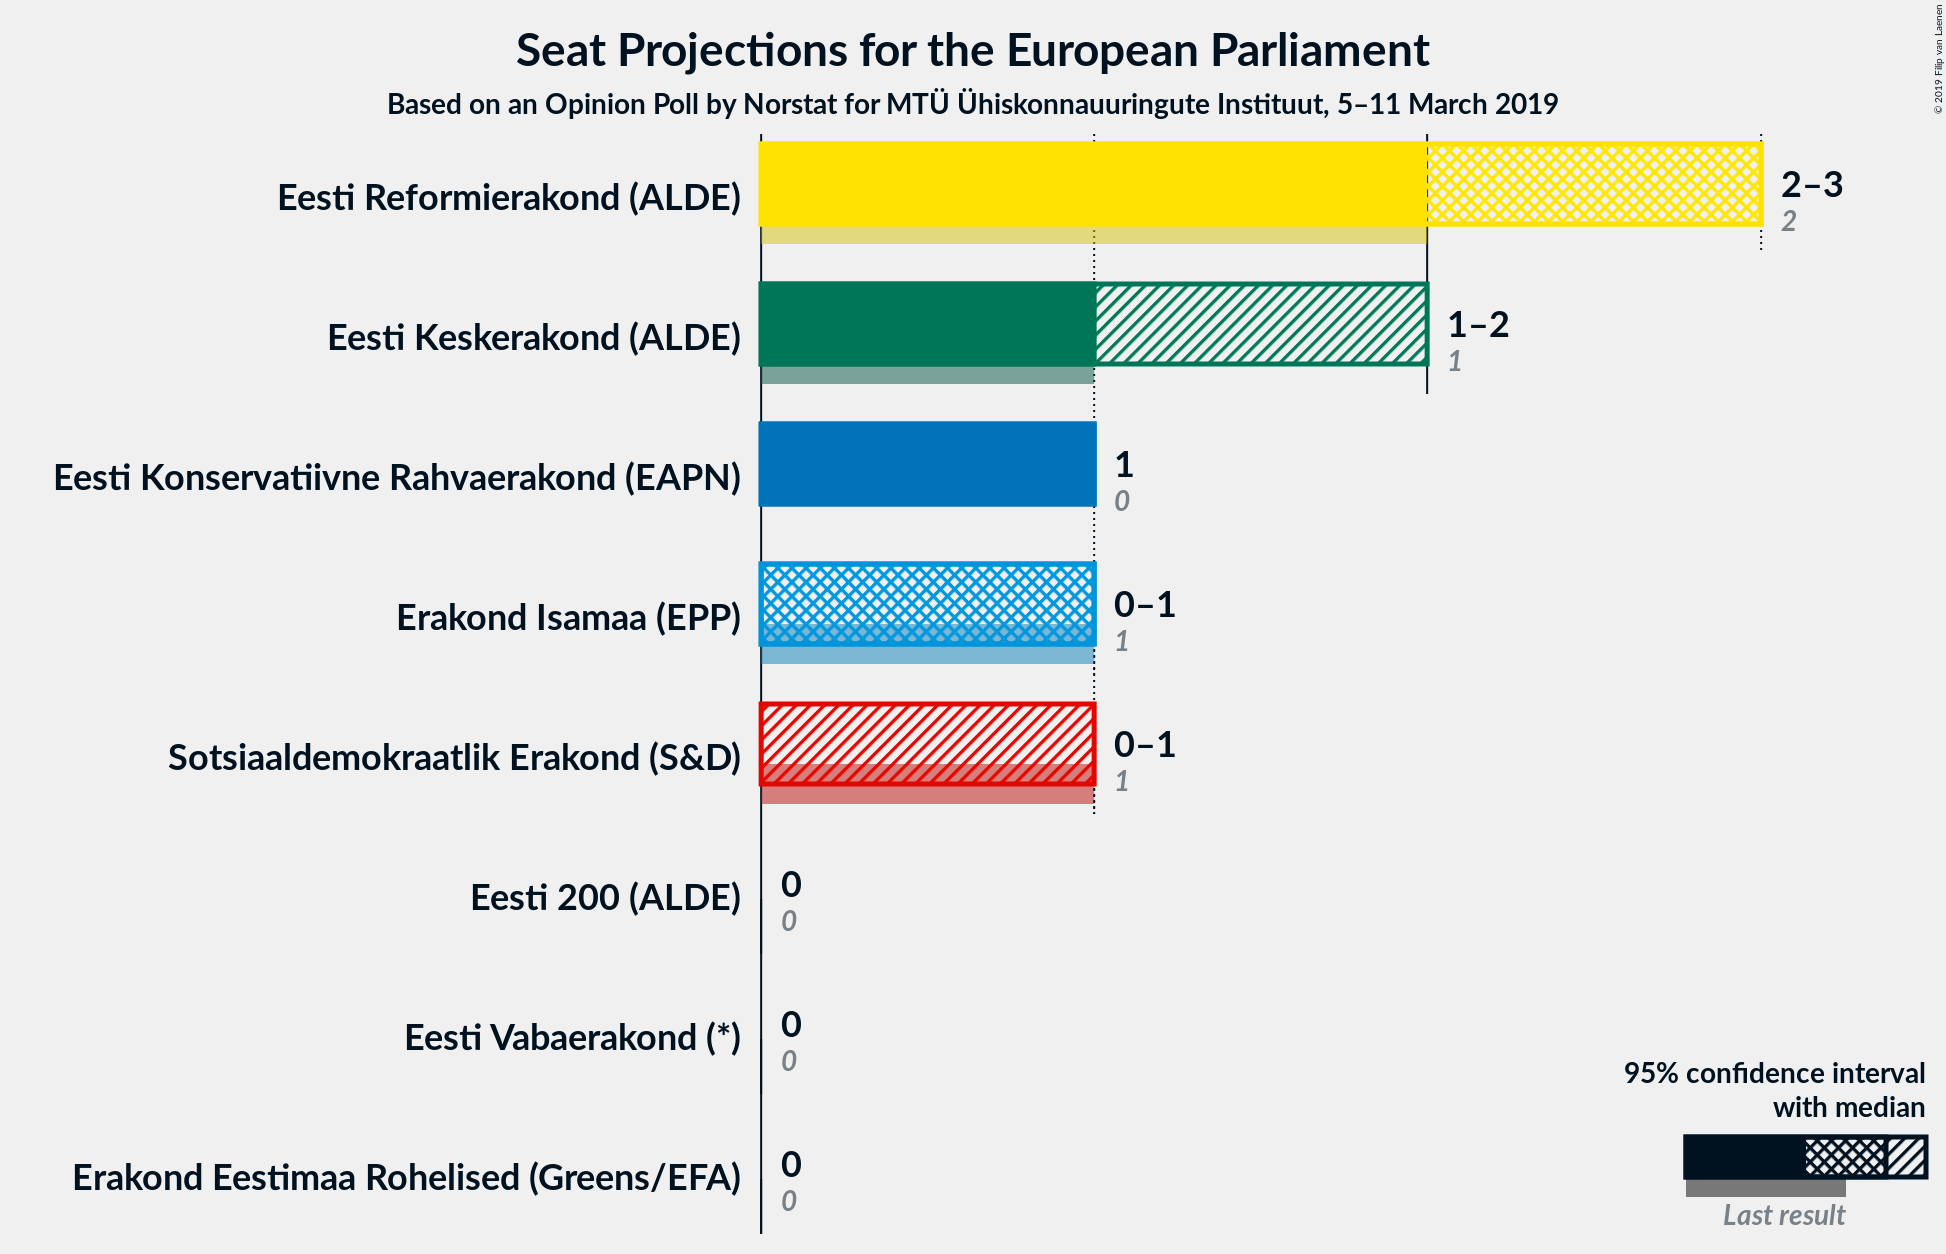 Seat Projections for the European Parliament
Based on an Opinion Poll by Norstat for MTÜ Ühiskonnauuringute Instituut, 5–11 March 2019
© 2019 Filip van Laenen
Eesti Reformierakond (ALDE)
2–3
2
Eesti Keskerakond (ALDE)
1–2
1
Eesti Konservatiivne Rahvaerakond (EAPN)
1
0
Erakond Isamaa (EPP)
0–1
1
Sotsiaaldemokraatlik Erakond (S&D)
0–1
1
Eesti 200 (ALDE)
0
0
Eesti Vabaerakond (*)
0
0
Erakond Eestimaa Rohelised (Greens/EFA)
0
0
95% confidence interval
with median
Last result